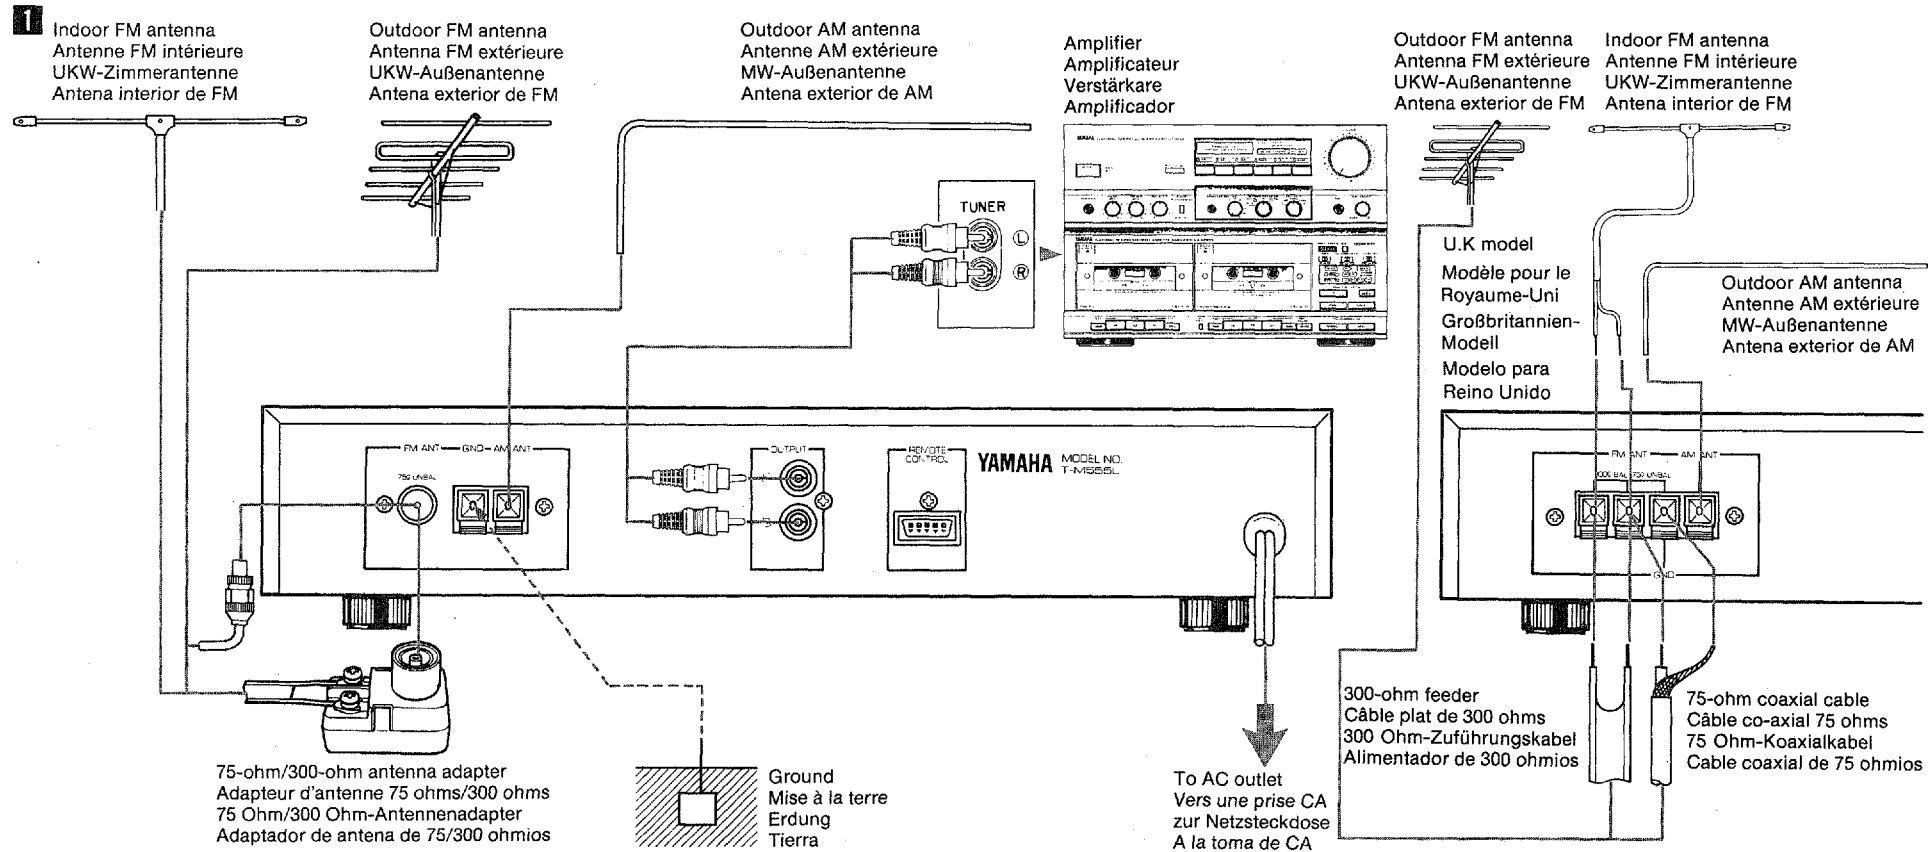 1
Indoor FM antenna
Antenne FM intérieure
UKW-Zimmerantenne
Antena interior de FM
Outdoor FM antenna
Antenna FM extérieure
UKW-Außenantenne
Antena exterior de FM
Outdoor AM antenna
Antenne AM extérieure
MW-Außenantenne
Antena exterior de AM
Amplifier
Amplificateur
Verstärkare
Amplificador
Outdoor FM antenna
Antenna FM extérieure
UKW-Außenantenne
Antena exterior de FM
Indoor FM antenna
Antenne FM intérieure
UKW-Zimmerantenne
Antena interior de FM
TUNER
L
R
U.K model
Modèle pour le
Royaume-Uni
Großbritannien-
Modell
Modelo para
Reino Unido
Outdoor AM antenna
Antenne AM extérieure
MW-Außenantenne
Antena exterior de AM
FM ANT GND AM ANT
75Ω UNBAL
OUTPUT
REMOTE
CONTROL
YAMAHA MODEL NO.
T-M555L
FM ANT AM ANT
300Ω BAL 75Ω UNBAL
GND
75-ohm/300-ohm antenna adapter
Adapteur d'antenne 75 ohms/300 ohms
75 Ohm/300 Ohm-Antennenadapter
Adaptador de antena de 75/300 ohmios
Ground
Mise à la terre
Erdung
Tierra
To AC outlet
Vers une prise CA
zur Netzsteckdose
A la toma de CA
300-ohm feeder
Câble plat de 300 ohms
300 Ohm-Zuführungskabel
Alimentador de 300 ohmios
75-ohm coaxial cable
Câble co-axial 75 ohms
75 Ohm-Koaxialkabel
Cable coaxial de 75 ohmios